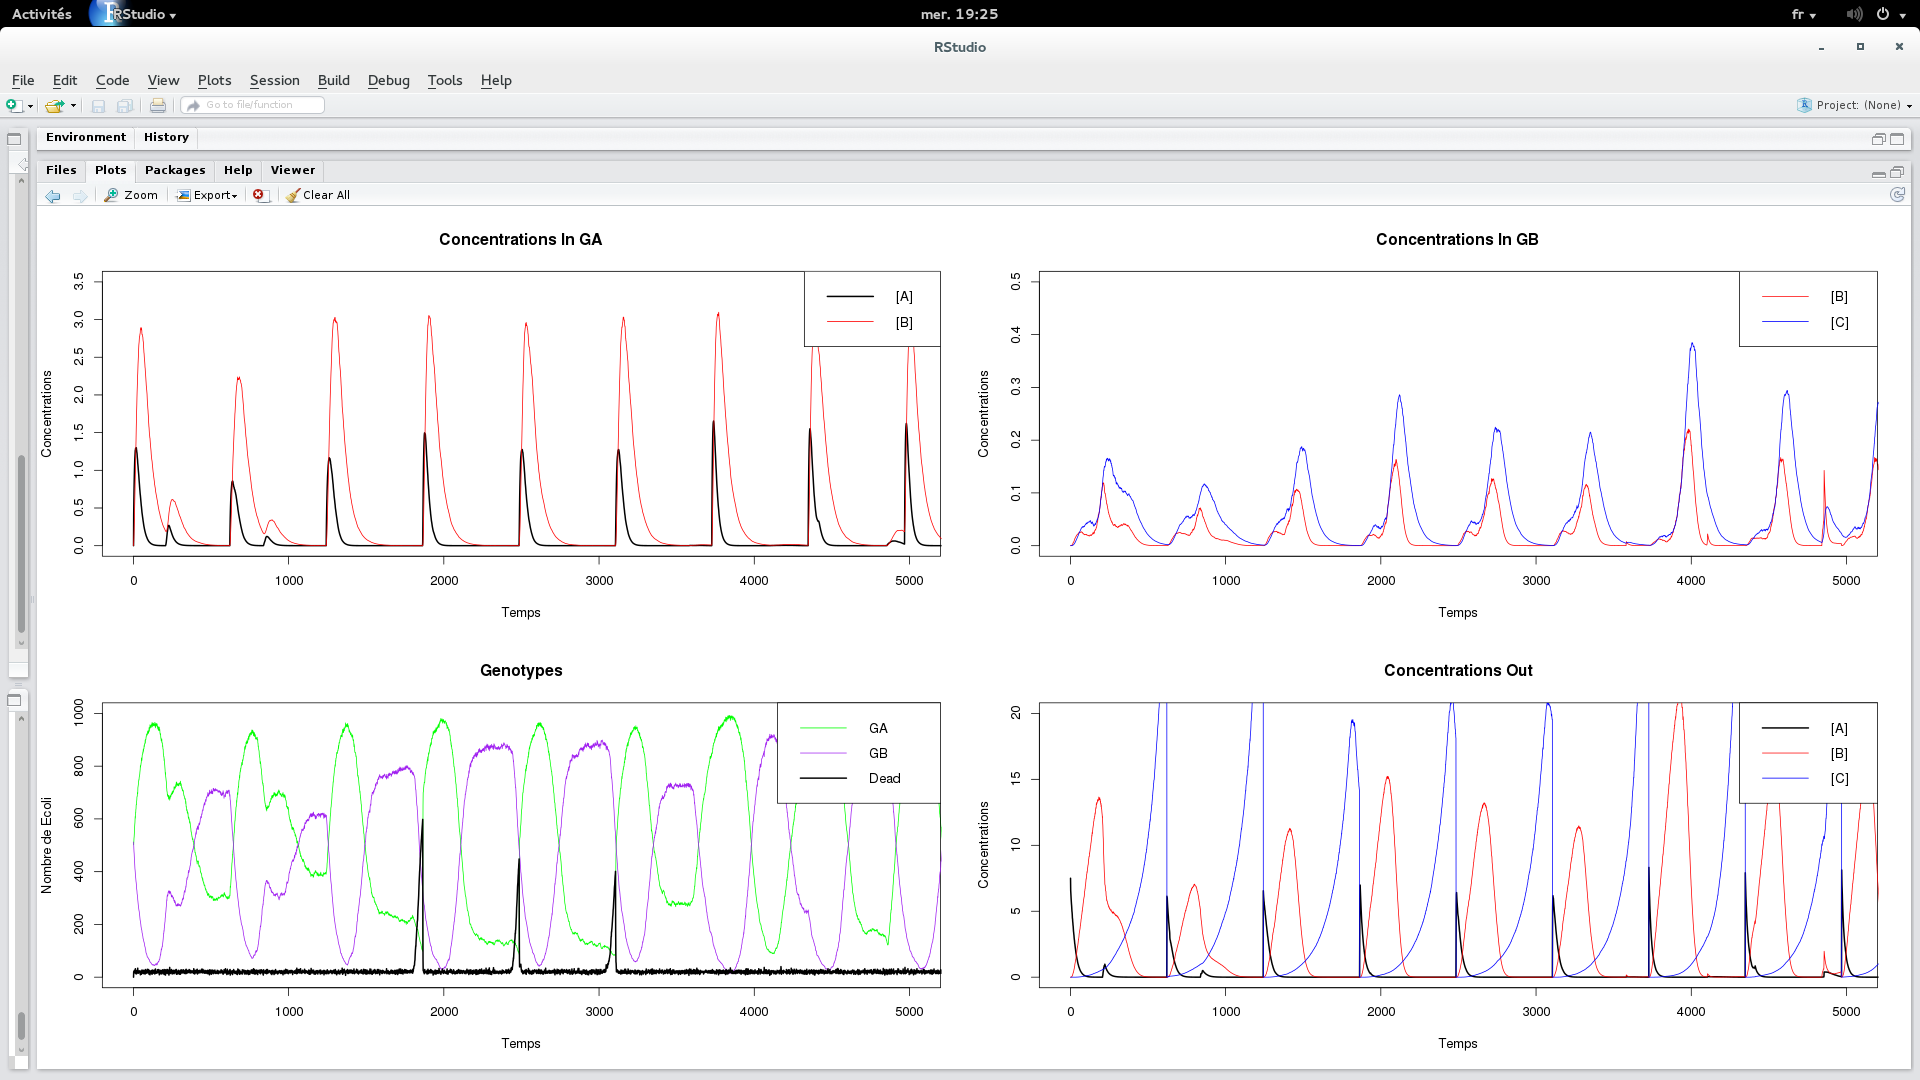 Activités RStudio mer. 19:25 fr
RStudio
File Edit Code View Plots Session Build Debug Tools Help
Go to file/function Project: (None)
Environment History
Files Plots Packages Help Viewer
Zoom Export Clear All
Concentrations In GA
Concentrations
0.0 0.5 1.0 1.5 2.0 2.5 3.0 3.5
[A]
[B]
0 1000 2000 3000 4000 5000
Temps
Concentrations In GB
Concentrations
0.0 0.1 0.2 0.3 0.4 0.5
[B]
[C]
0 1000 2000 3000 4000 5000
Temps
Genotypes
Nombre de Ecoli
0 200 400 600 800 1000
GA
GB
Dead
0 1000 2000 3000 4000 5000
Temps
Concentrations Out
Concentrations
0 5 10 15 20
[A]
[B]
[C]
0 1000 2000 3000 4000 5000
Temps